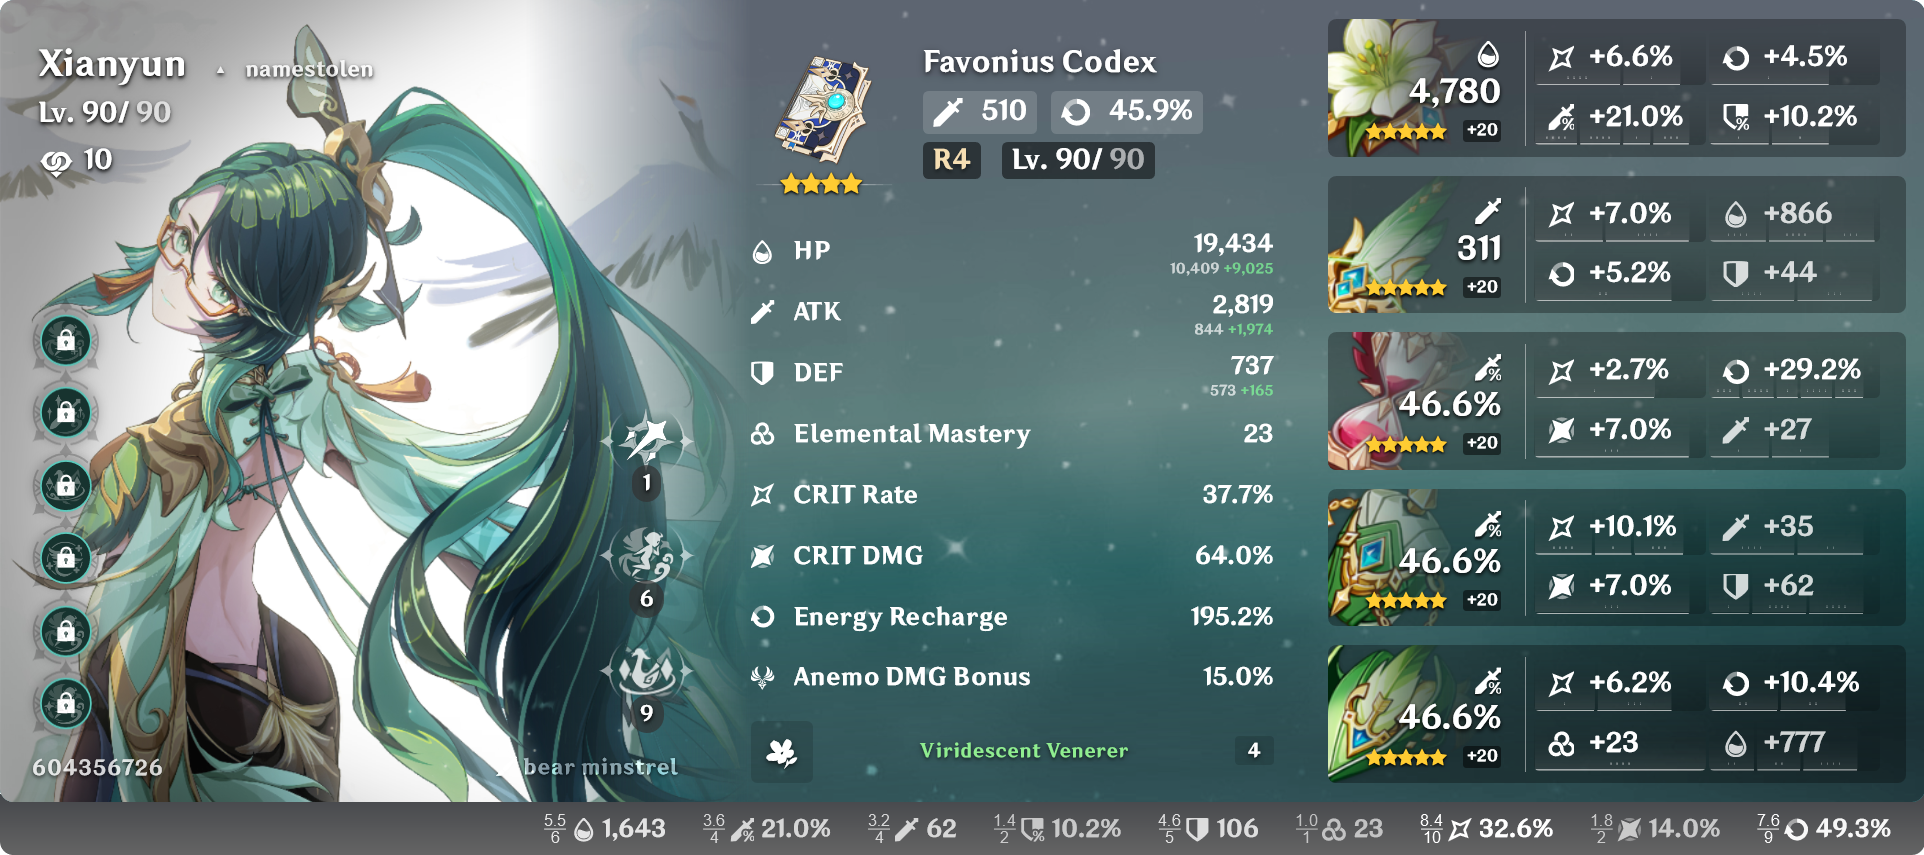 Xianyun namestolen
Lv. 90/ 90
10
1
6
9
604356726
bear minstrel
Favonius Codex
510 45.9%
R4 Lv. 90/ 90
HP 19,434
10,409 +9,025
ATK 2,819
844 +1,974
DEF 737
573 +165
Elemental Mastery 23
CRIT Rate 37.7%
CRIT DMG 64.0%
Energy Recharge 195.2%
Anemo DMG Bonus 15.0%
Viridescent Venerer 4
4,780
+20
+6.6% +4.5%
+21.0% +10.2%
311
+20
+7.0% +866
+5.2% +44
46.6%
+20
+2.7% +29.2%
+7.0% +27
46.6%
+20
+10.1% +35
+7.0% +62
46.6%
+20
+6.2% +10.4%
+23 +777
5.5/6 1,643 3.6/4 % 21.0% 3.2/4 62 1.4/2 % 10.2% 4.6/5 106 1.0/1 23 8.4/10 32.6% 1.8/2 14.0% 7.6/9 49.3%